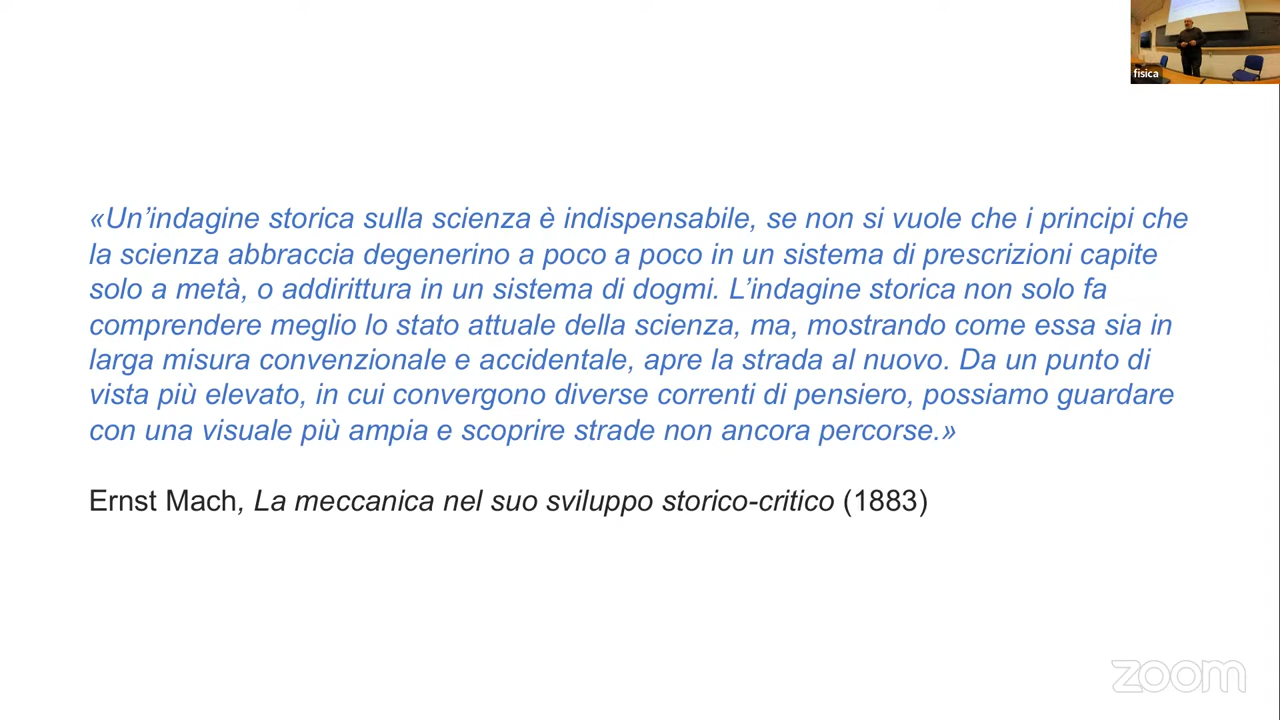 fisica
«Un’indagine storica sulla scienza è indispensabile, se non si vuole che i principi che
la scienza abbraccia degenerino a poco a poco in un sistema di prescrizioni capite
solo a metà, o addirittura in un sistema di dogmi. L’indagine storica non solo fa
comprendere meglio lo stato attuale della scienza, ma, mostrando come essa sia in
larga misura convenzionale e accidentale, apre la strada al nuovo. Da un punto di
vista più elevato, in cui convergono diverse correnti di pensiero, possiamo guardare
con una visuale più ampia e scoprire strade non ancora percorse.»
Ernst Mach, La meccanica nel suo sviluppo storico-critico (1883)
zoom